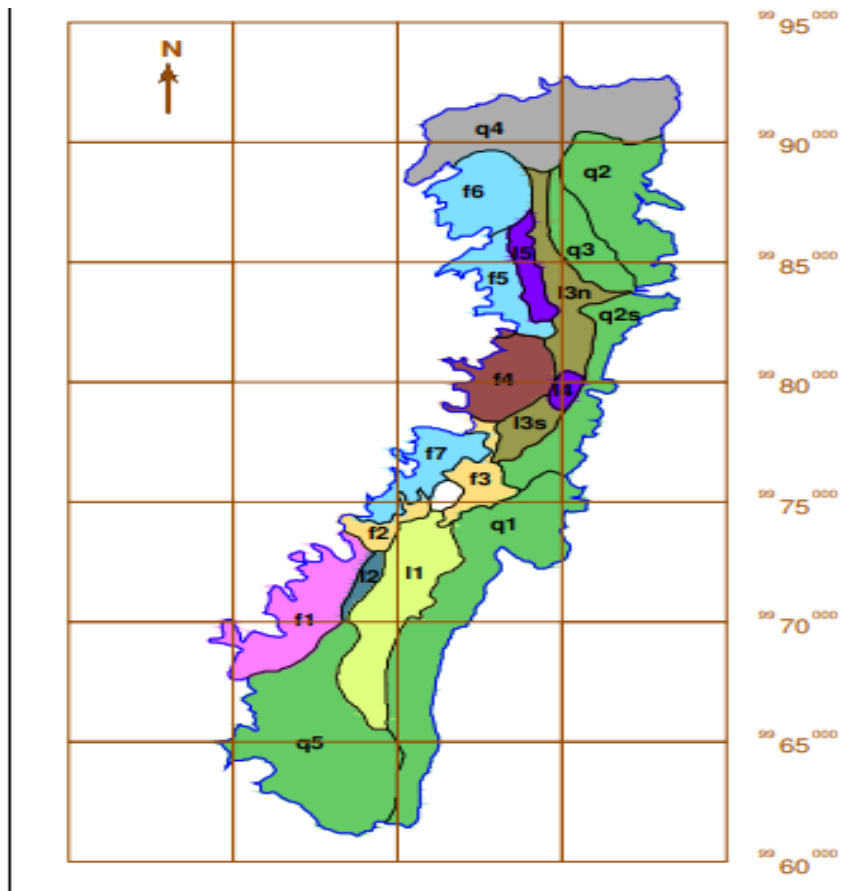 99 95 000
N
q4
99 90 000
q2
f6
q3
l5
f5
99 85 000
l3n
q2s
f4
99 80 000
l4
l3s
f7
f3
99 75 000
q1
f2
l2
l1
f1
99 70 000
q5
99 65 000
99 60 000